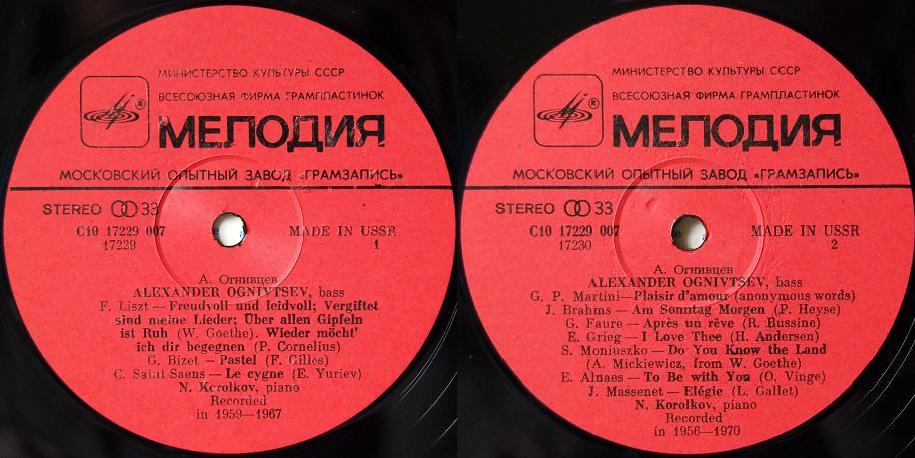 МИНИСТЕРСТВО КУЛЬТУРЫ СССР
ВСЕСОЮЗНАЯ ФИРМА ГРАМПЛАСТИНОК
®
МЕЛОДИЯ
МОСКОВСКИЙ ОПЫТНЫЙ ЗАВОД «ГРАМЗАПИСЬ»
STEREO 33
C10 17229 007 MADE IN USSR
17229 1
А. Огнивцев
ALEXANDER OGNIVTSEV, bass
F. Liszt — Freudvoll und leidvoll; Vergiftet
sind meine Lieder; Über allen Gipfeln
ist Ruh (W. Goethe). Wieder möcht'
ich dir begegnen (P. Cornelius)
G. Bizet — Pastel (F. Gilles)
C. Saint-Saens — Le cygne (E. Yuriev)
N. Korolkov, piano
Recorded
in 1959—1967
МИНИСТЕРСТВО КУЛЬТУРЫ СССР
ВСЕСОЮЗНАЯ ФИРМА ГРАМПЛАСТИНОК
®
МЕЛОДИЯ
МОСКОВСКИЙ ОПЫТНЫЙ ЗАВОД «ГРАМЗАПИСЬ»
STEREO 33
C10 17229 007 MADE IN USSR
17230 2
А. Огнивцев
ALEXANDER OGNIVTSEV, bass
G. P. Martini—Plaisir d'amour (anonymous words)
J. Brahms — Am Sonntag Morgen (P. Heyse)
G. Faure — Après un rêve (R. Bussine)
E. Grieg — I Love Thee (H. Andersen)
S. Moniuszko — Do You Know the Land
(A. Mickiewicz, from W. Goethe)
E. Alnaes — To Be with You (O. Vinge)
J. Massenet — Elégie (L. Gallet)
N. Korolkov, piano
Recorded
in 1956—1970